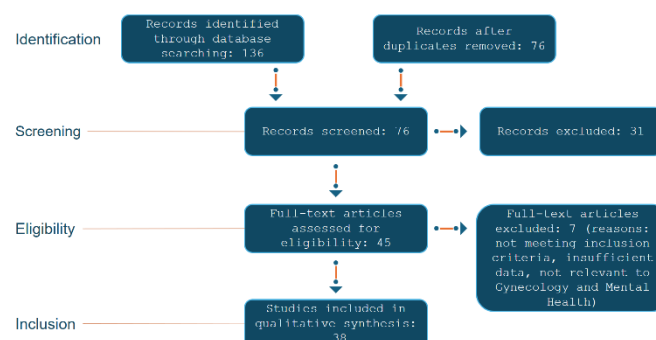 Identification
Records identified
through database
searching: 136
Records after
duplicates removed: 76
Screening
Records screened: 76
Records excluded: 31
Eligibility
Full-text articles
assessed for
eligibility: 45
Full-text articles
excluded: 7 (reasons:
not meeting inclusion
criteria, insufficient
data, not relevant to
Gynecology and Mental
Health)
Inclusion
Studies included in
qualitative synthesis:
38